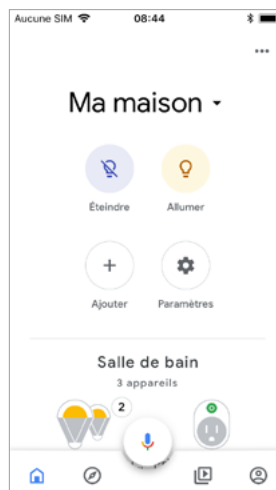 Aucune SIM 08:44
Ma maison
Éteindre Allumer
Ajouter Paramètres
Salle de bain
3 appareils
2